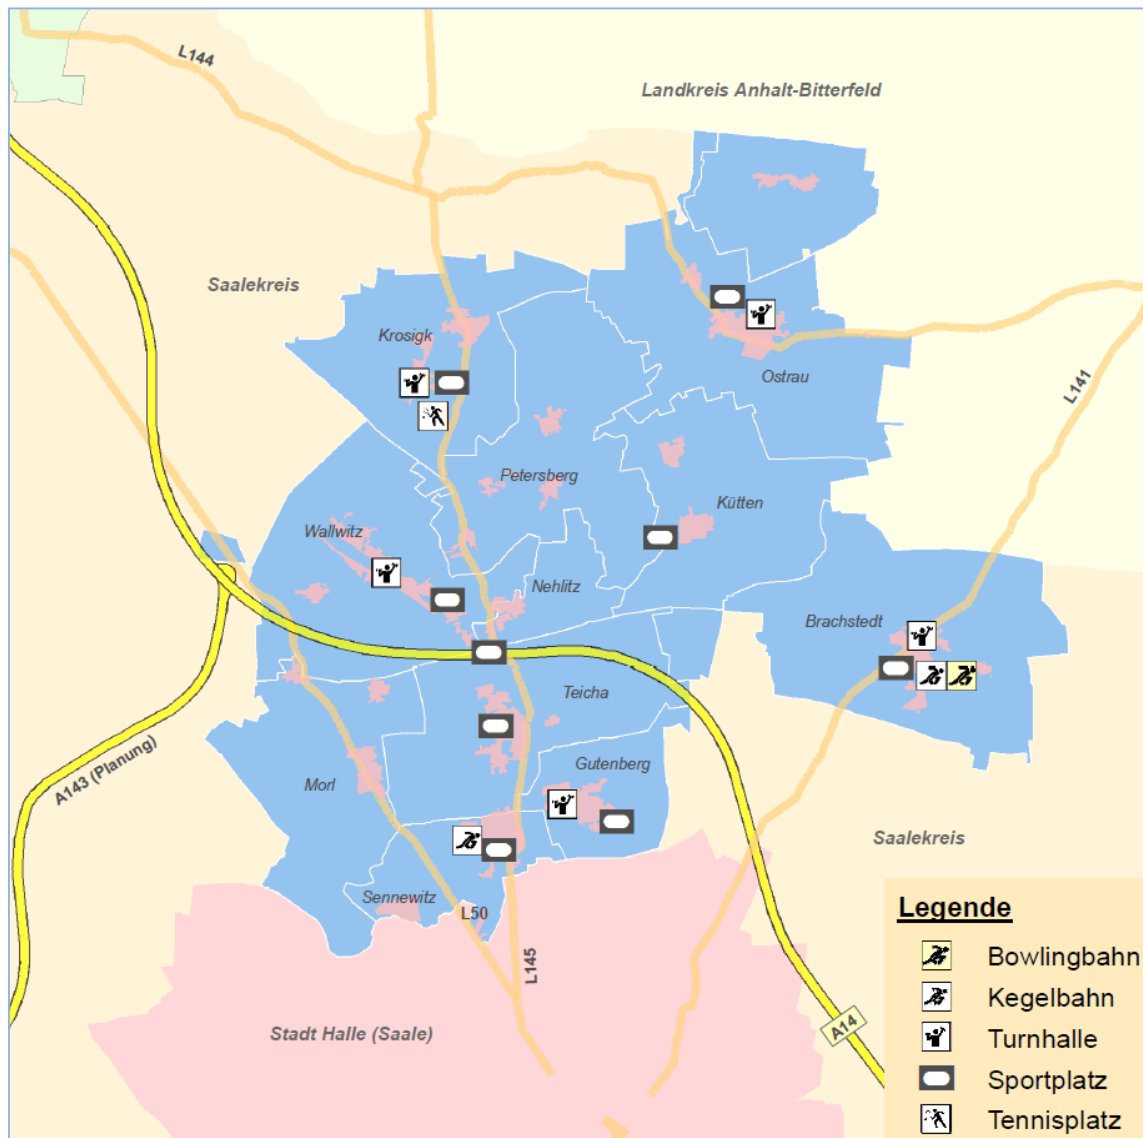 L144
Landkreis Anhalt-Bitterfeld
Saalekreis
Krosigk
Ostrau
L141
Petersberg
Kütten
Wallwitz
Nehlitz
Brachstedt
Teicha
A143 (Planung)
Morl
Gutenberg
Saalekreis
Sennewitz
L50
L145
Stadt Halle (Saale)
A14
Legende
Bowlingbahn
Kegelbahn
Turnhalle
Sportplatz
Tennisplatz